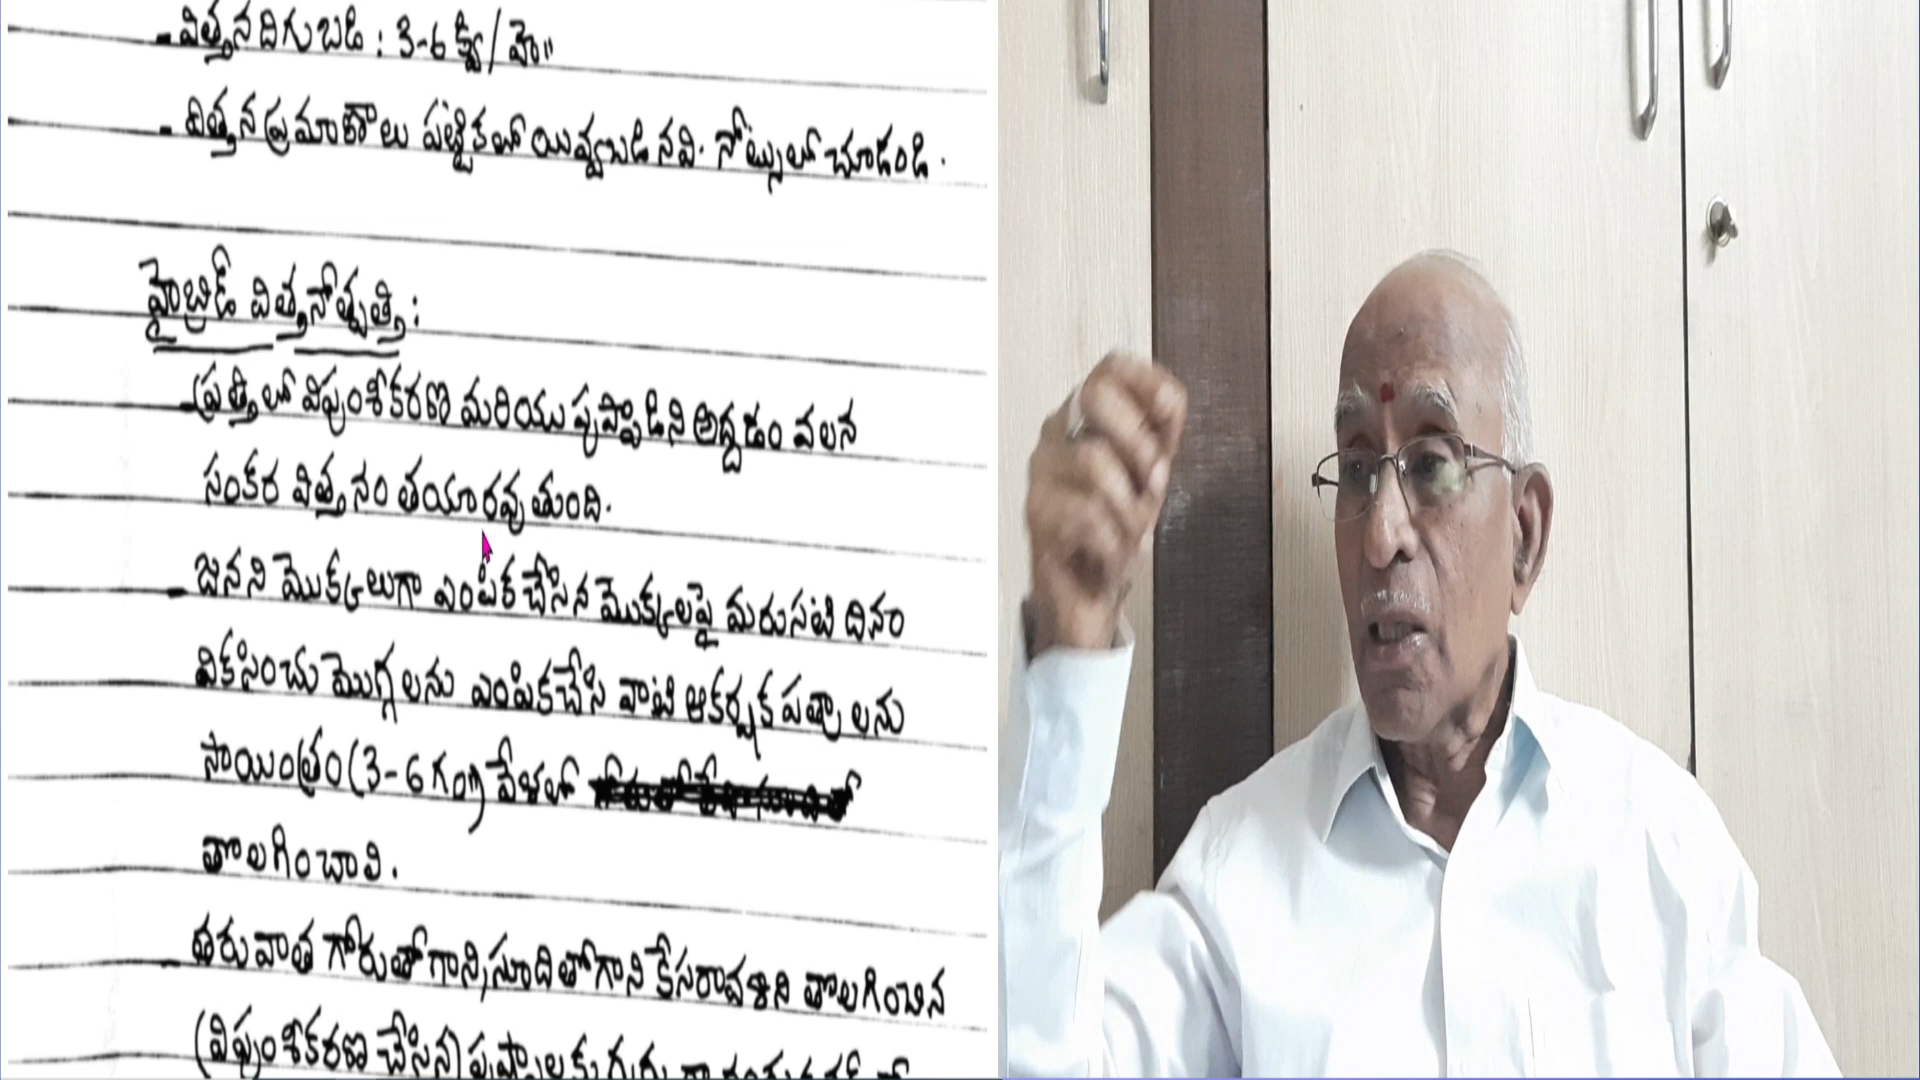 - విత్తన దిగుబడి : 3-6 క్వి/హె॥
- విత్తన ప్రమాణాలు పట్టికలో యివ్వబడినవి. నోట్సులో చూడండి.
హైబ్రిడ్ విత్తనోత్పత్తి :
- ప్రత్తిలో విపుంశీకరణ మరియు పుప్పొడిని అద్దడం వలన
సంకర విత్తనం తయారవుతుంది.
- జనని మొక్కలుగా ఎంపిక చేసిన మొక్కలపై మరుసటి దినం
వికసించు మొగ్గలను ఎంపికచేసి వాటి ఆకర్షక పత్రాలను
సాయింత్రం (3-6 గం॥) వేళలో
తొలగించాలి.
- తరువాత గోరుతోగాని, సూదితోగాని కేసరావళిని తొలగించిన
(విపుంశీకరణ చేసిన) పుష్పాలకు